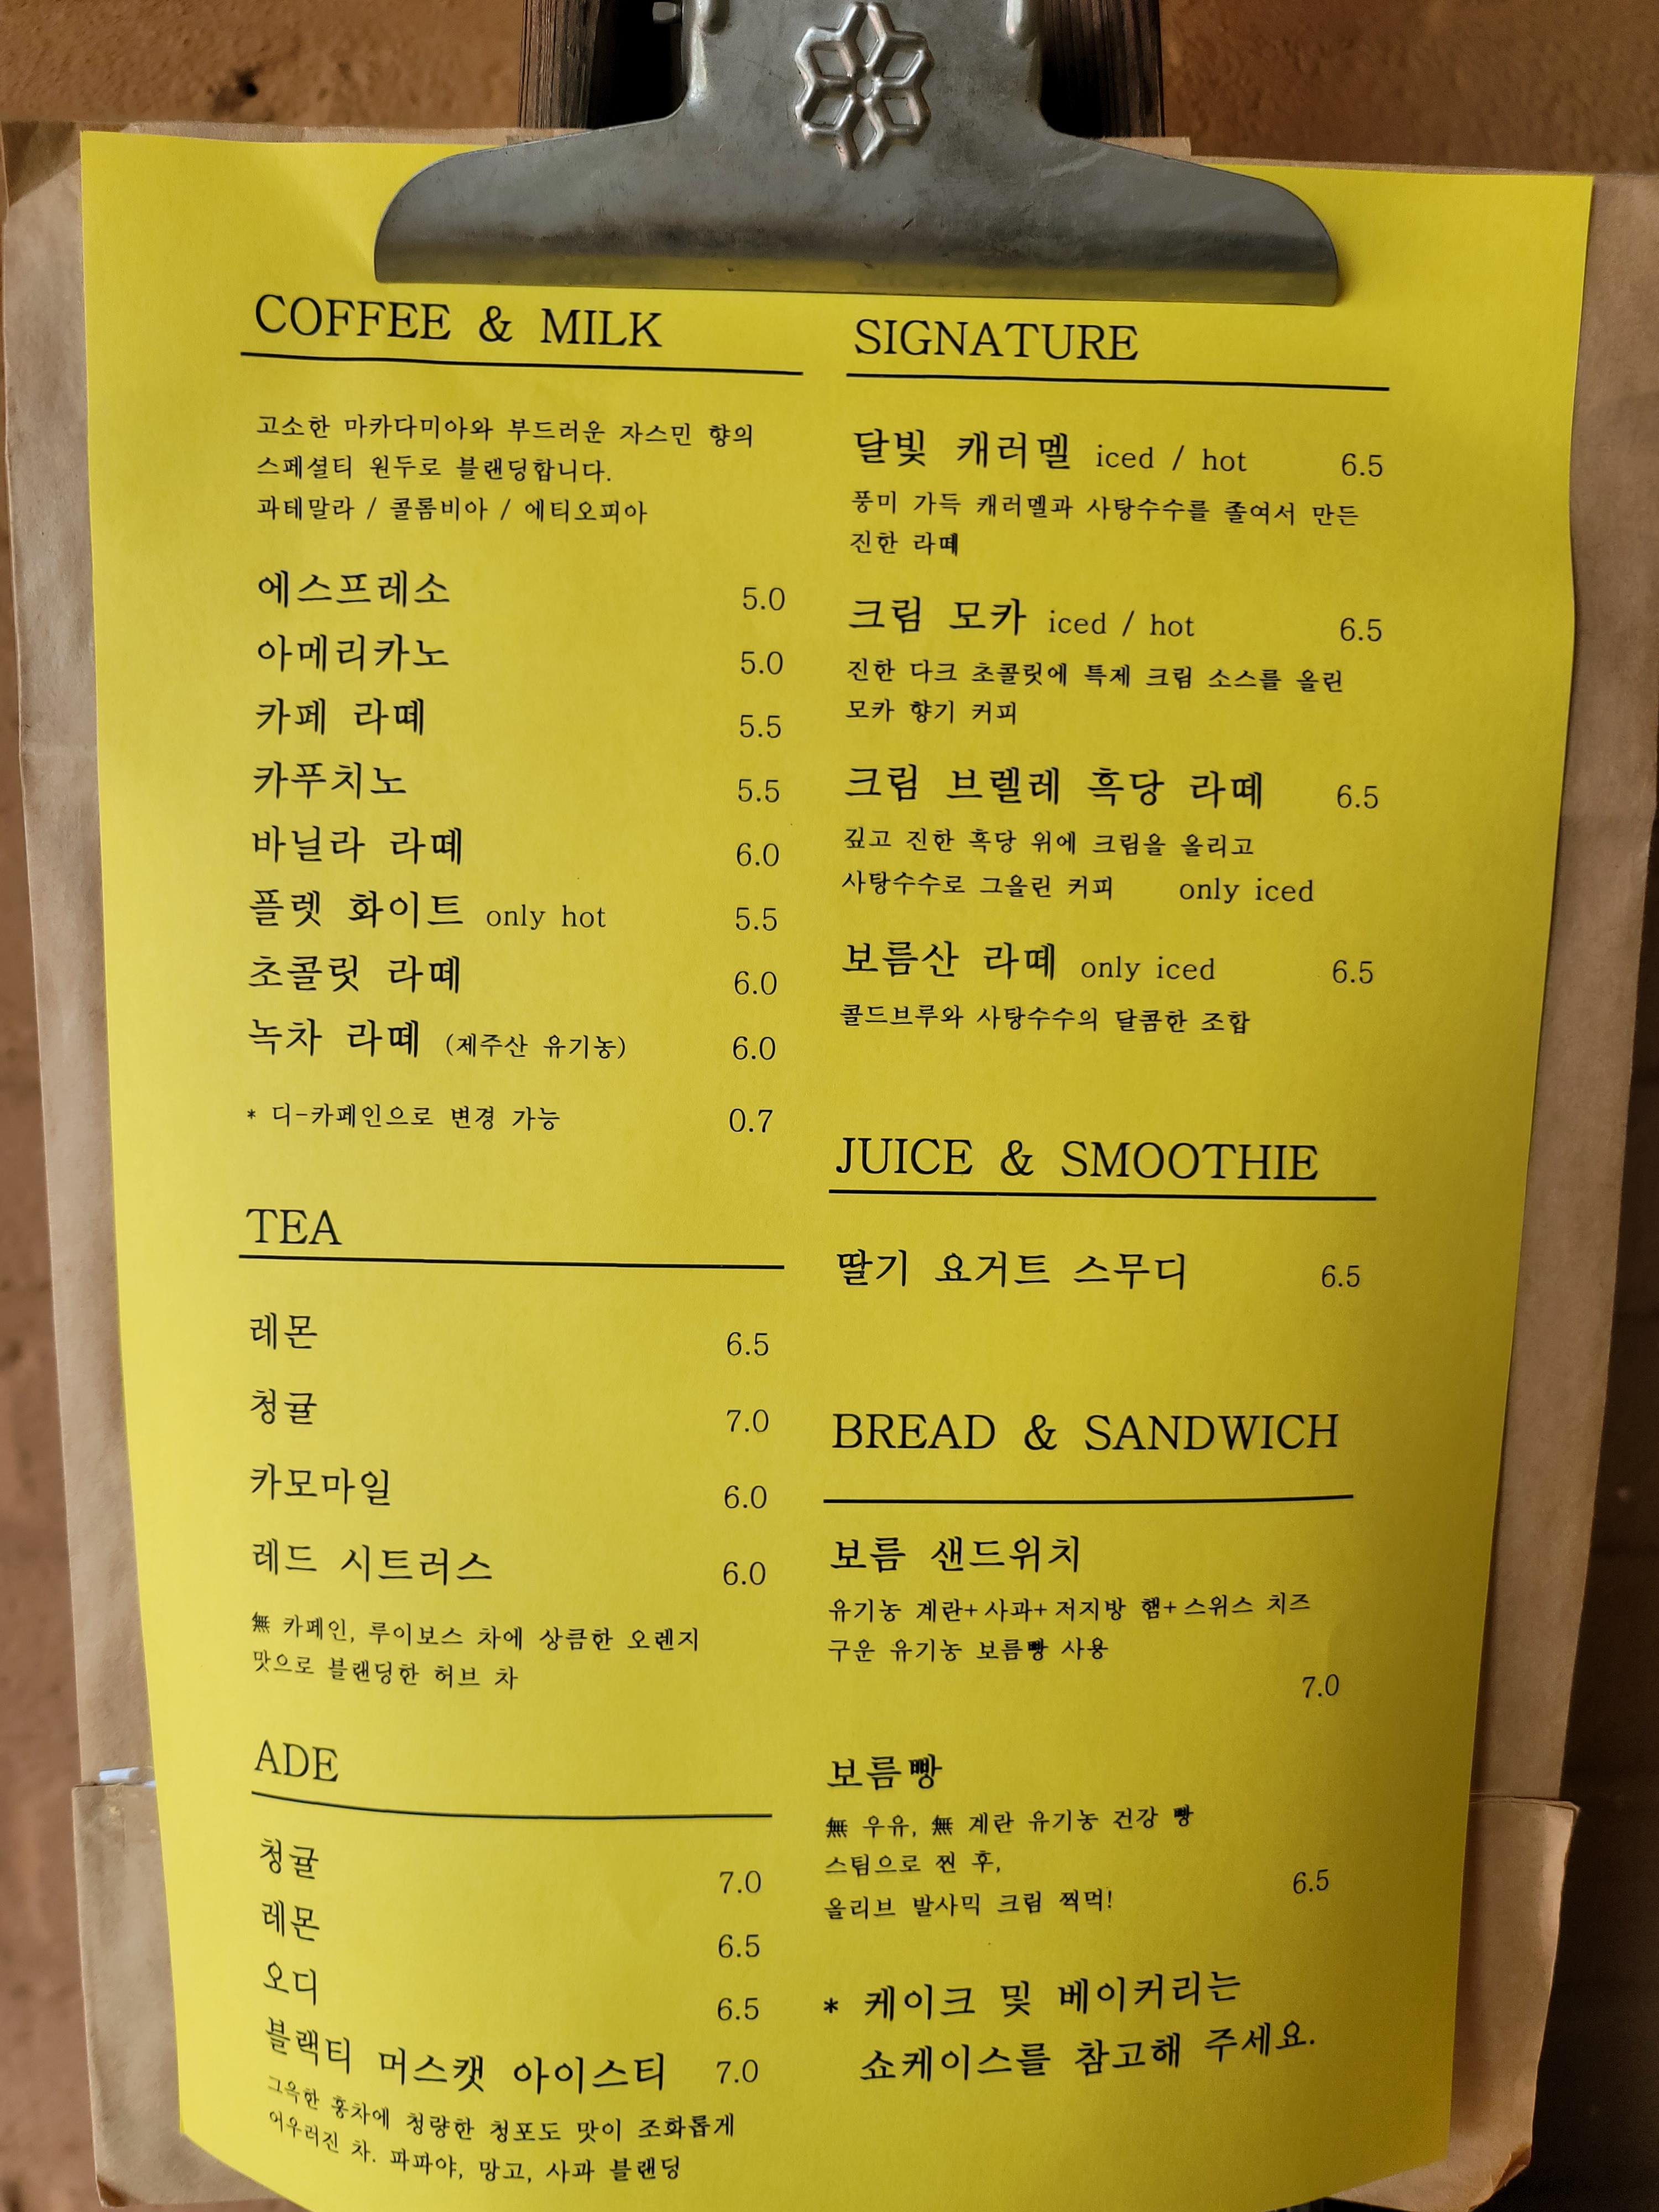 COFFEE & MILK
고소한 마카다미아와 부드러운 자스민 향의
스페셜티 원두로 블랜딩합니다.
과테말라 / 콜롬비아 / 에티오피아
에스프레소 5.0
아메리카노 5.0
카페 라떼 5.5
카푸치노 5.5
바닐라 라떼 6.0
플렛 화이트 only hot 5.5
초콜릿 라떼 6.0
녹차 라떼 (제주산 유기농) 6.0
* 디-카페인으로 변경 가능 0.7
TEA
레몬 6.5
청귤 7.0
카모마일 6.0
레드 시트러스 6.0
無 카페인, 루이보스 차에 상큼한 오렌지
맛으로 블랜딩한 허브 차
ADE
청귤 7.0
레몬 6.5
오디 6.5
블랙티 머스캣 아이스티 7.0
그윽한 홍차에 청량한 청포도 맛이 조화롭게
어우러진 차. 파파야, 망고, 사과 블랜딩
SIGNATURE
달빛 캐러멜 iced / hot 6.5
풍미 가득 캐러멜과 사탕수수를 졸여서 만든
진한 라떼
크림 모카 iced / hot 6.5
진한 다크 초콜릿에 특제 크림 소스를 올린
모카 향기 커피
크림 브렐레 흑당 라떼 6.5
깊고 진한 흑당 위에 크림을 올리고
사탕수수로 그을린 커피 only iced
보름산 라떼 only iced 6.5
콜드브루와 사탕수수의 달콤한 조합
JUICE & SMOOTHIE
딸기 요거트 스무디 6.5
BREAD & SANDWICH
보름 샌드위치
유기농 계란+사과+저지방 햄+스위스 치즈
구운 유기농 보름빵 사용
7.0
보름빵
無 우유, 無 계란 유기농 건강 빵
스팀으로 찐 후,
올리브 발사믹 크림 찍먹! 6.5
* 케이크 및 베이커리는
쇼케이스를 참고해 주세요.